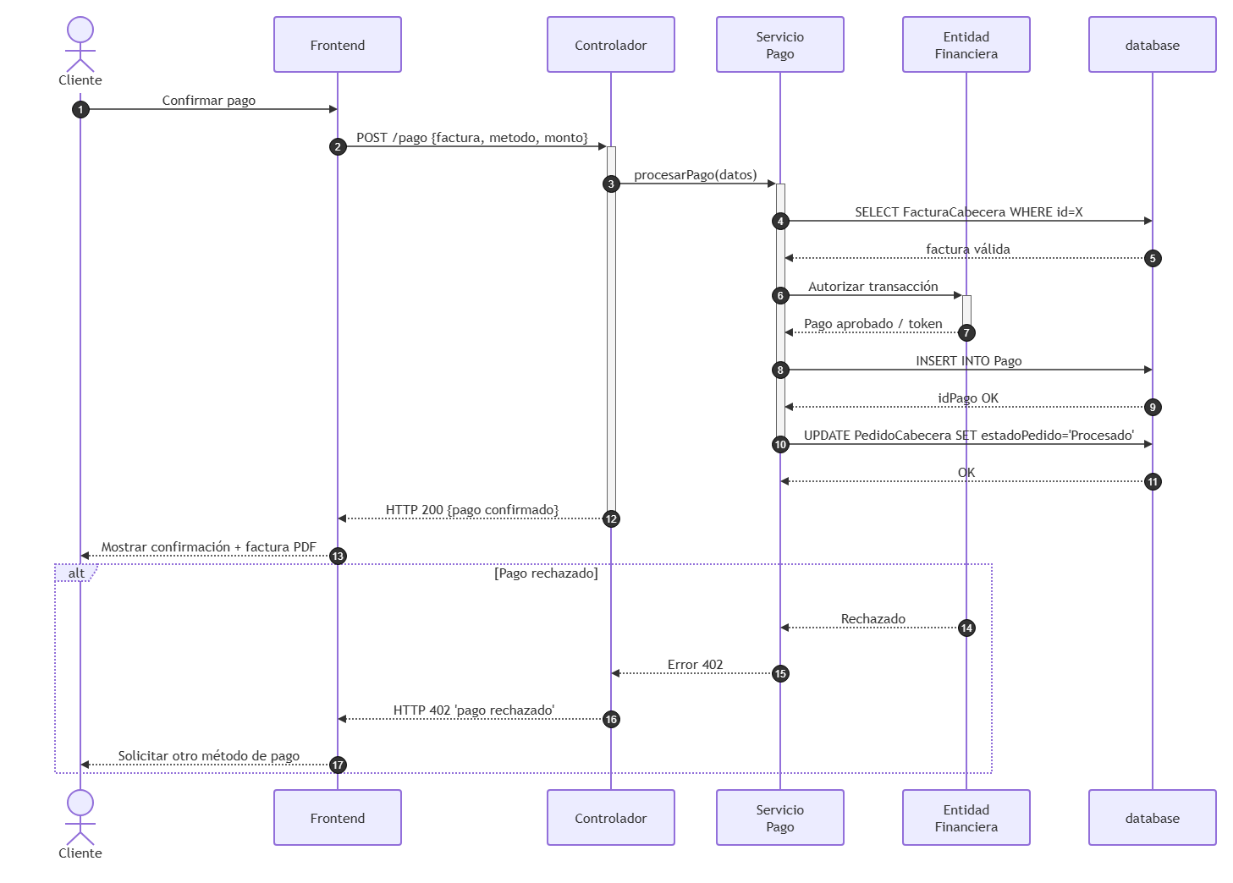 Cliente
Frontend
Controlador
Servicio
Pago
Entidad
Financiera
database
1
Confirmar pago
2
POST /pago {factura, metodo, monto}
3
procesarPago(datos)
4
SELECT FacturaCabecera WHERE id=X
factura válida
5
6
Autorizar transacción
Pago aprobado / token
7
8
INSERT INTO Pago
idPago OK
9
10
UPDATE PedidoCabecera SET estadoPedido='Procesado'
OK
11
HTTP 200 {pago confirmado}
12
Mostrar confirmación + factura PDF
13
alt
[Pago rechazado]
Rechazado
14
Error 402
15
HTTP 402 'pago rechazado'
16
Solicitar otro método de pago
17
Cliente
Frontend
Controlador
Servicio
Pago
Entidad
Financiera
database